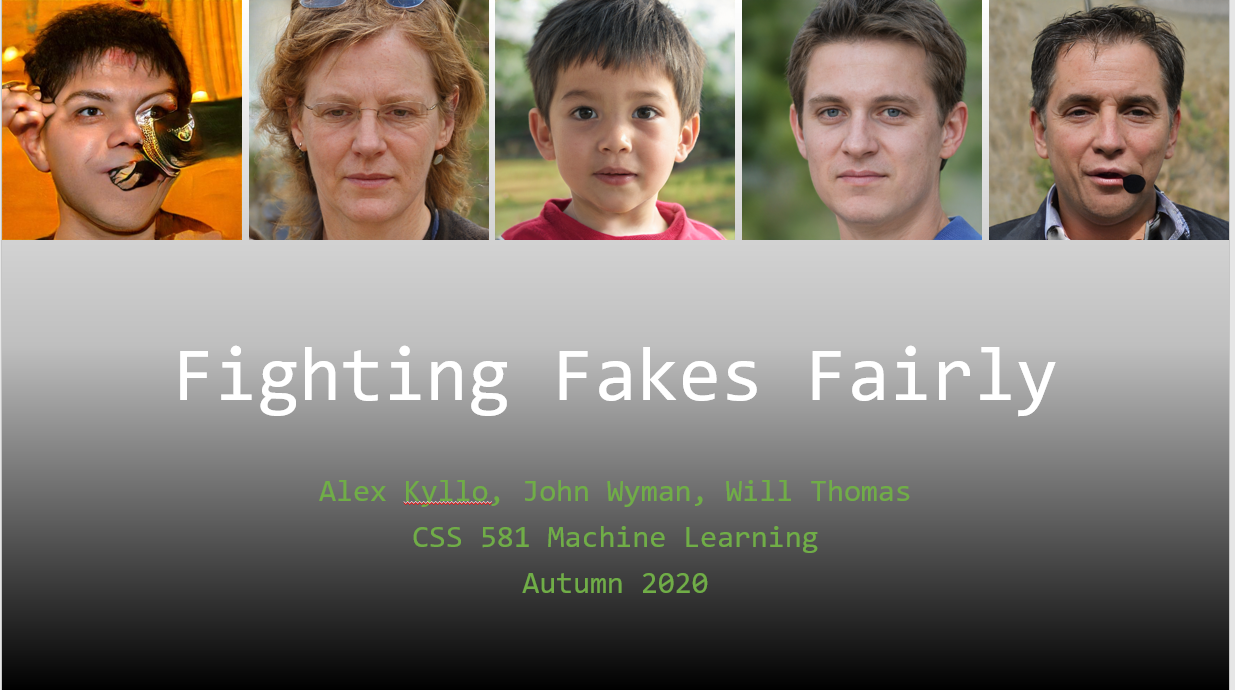 Fighting Fakes Fairly
Alex Kyllo, John Wyman, Will Thomas
CSS 581 Machine Learning
Autumn 2020